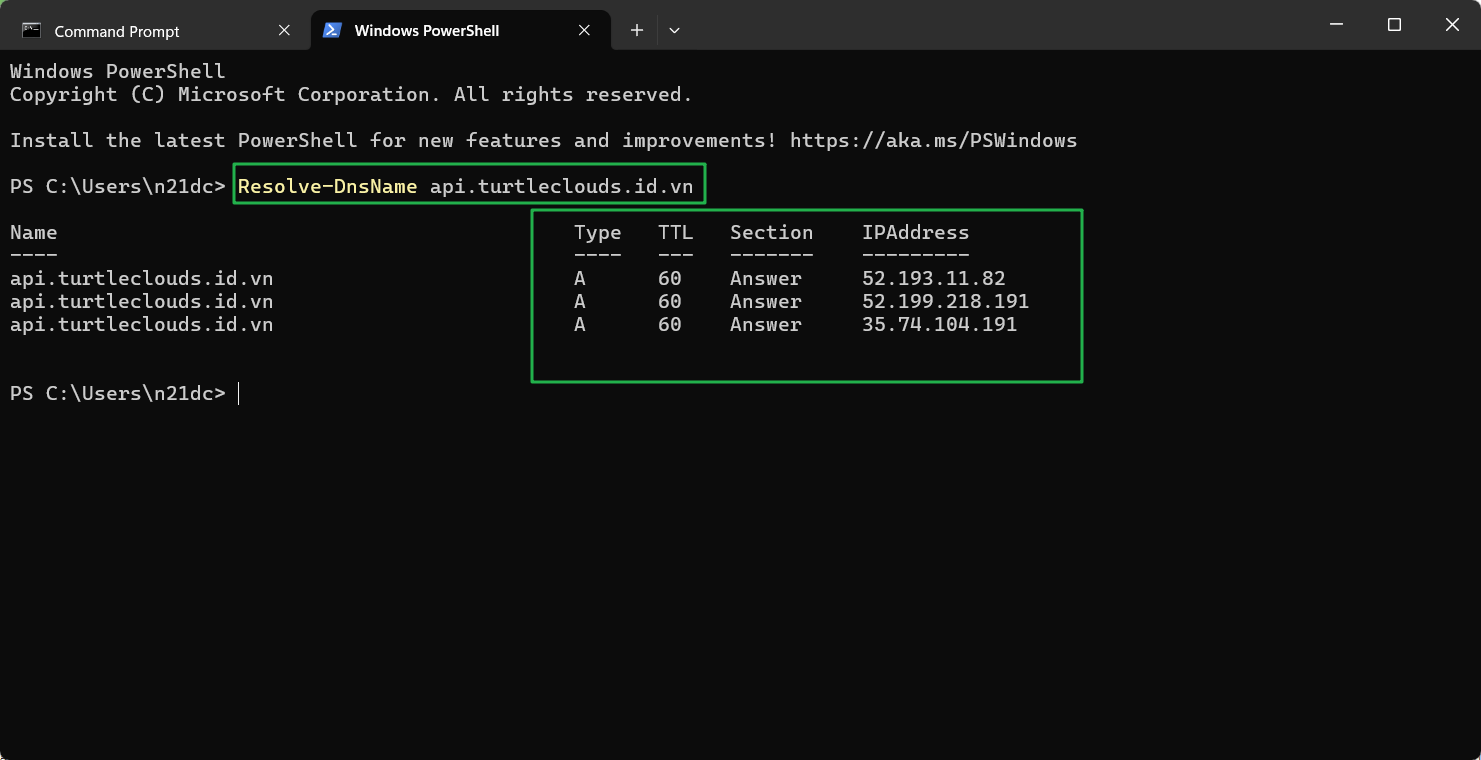 Command Prompt
Windows PowerShell
Windows PowerShell
Copyright (C) Microsoft Corporation. All rights reserved.
Install the latest PowerShell for new features and improvements! https://aka.ms/PSWindows
PS C:\Users\n21dc> Resolve-DnsName api.turtleclouds.id.vn
Name Type TTL Section IPAddress
---- ---- --- ------- ---------
api.turtleclouds.id.vn A 60 Answer 52.193.11.82
api.turtleclouds.id.vn A 60 Answer 52.199.218.191
api.turtleclouds.id.vn A 60 Answer 35.74.104.191
PS C:\Users\n21dc>